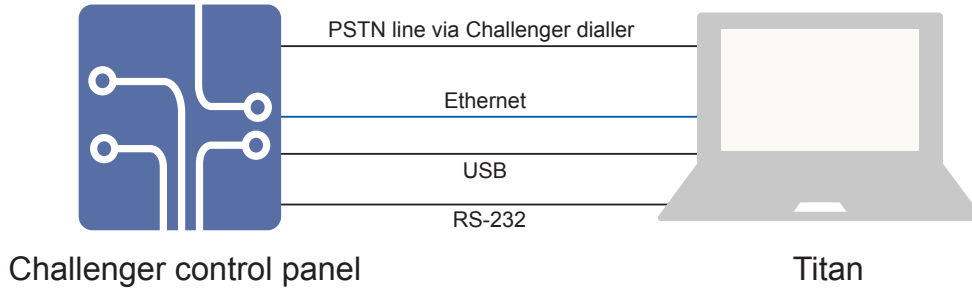 PSTN line via Challenger dialler
Ethernet
USB
RS-232
Challenger control panel
Titan